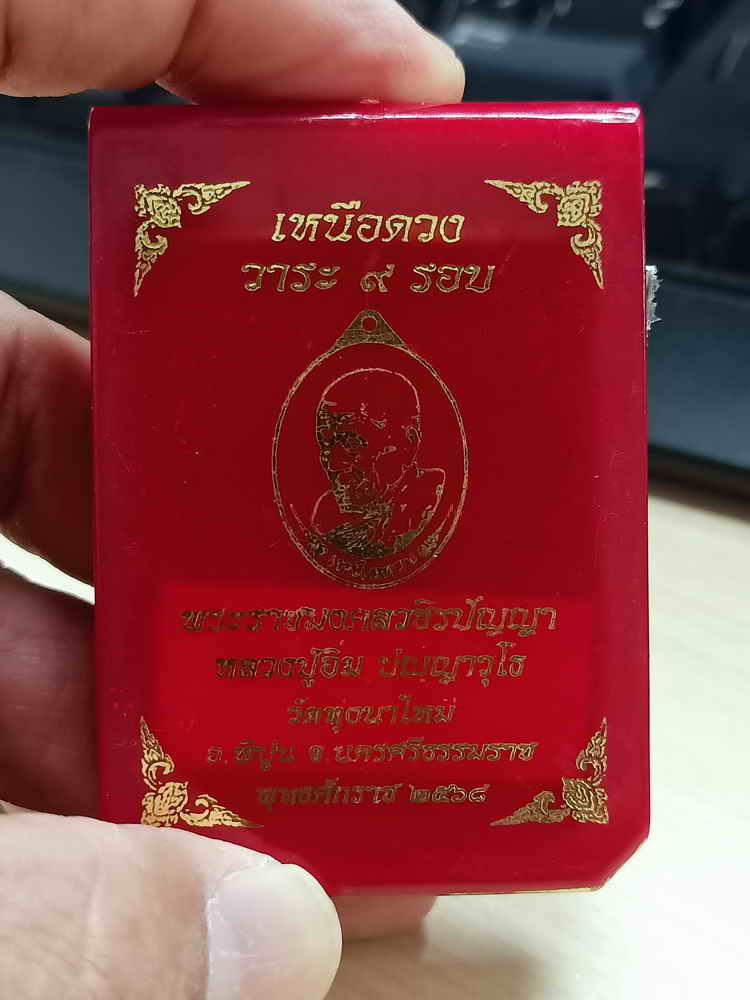 เหนือดวง
วาระ ๙ รอบ
พระราชมงคลวชิรปัญญา
หลวงปู่อิ่ม ปญฺญาวุโธ
วัดทุ่งนาใหม่
อ. พิปูน จ. นครศรีธรรมราช
พุทธศักราช ๒๕๖๘